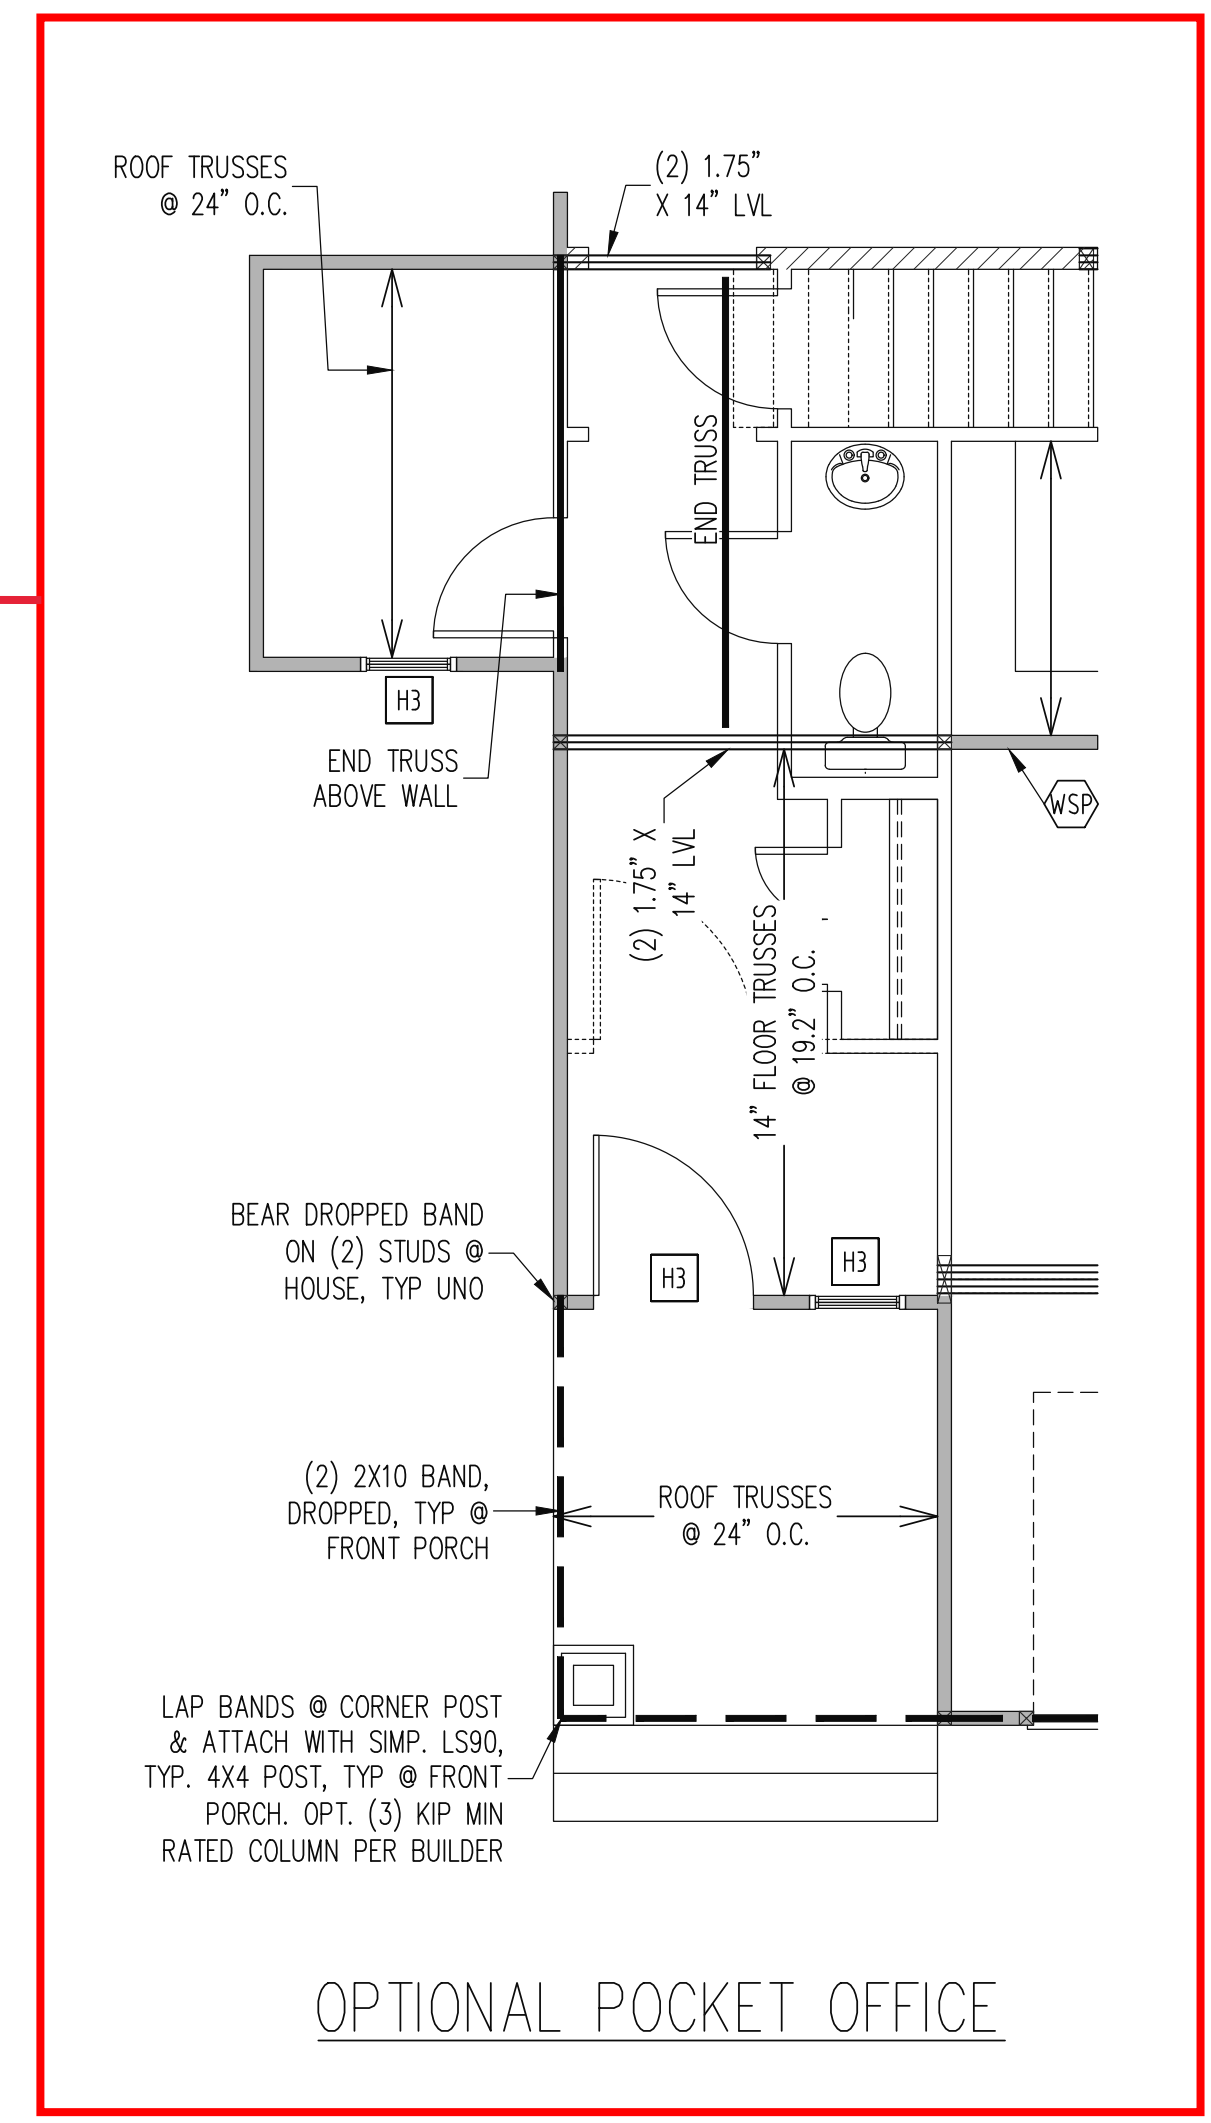 ROOF TRUSSES
@ 24" O.C.
(2) 1.75"
X 14" LVL
END TRUSS
H3
END TRUSS
ABOVE WALL
WSP
(2) 1.75" X
14" LVL
14" FLOOR TRUSSES
@ 19.2" O.C.
BEAR DROPPED BAND
ON (2) STUDS @
HOUSE, TYP UNO
H3
H3
(2) 2X10 BAND,
DROPPED, TYP @
FRONT PORCH
ROOF TRUSSES
@ 24" O.C.
LAP BANDS @ CORNER POST
& ATTACH WITH SIMP. LS90,
TYP. 4X4 POST, TYP @ FRONT
PORCH. OPT. (3) KIP MIN
RATED COLUMN PER BUILDER
OPTIONAL POCKET OFFICE